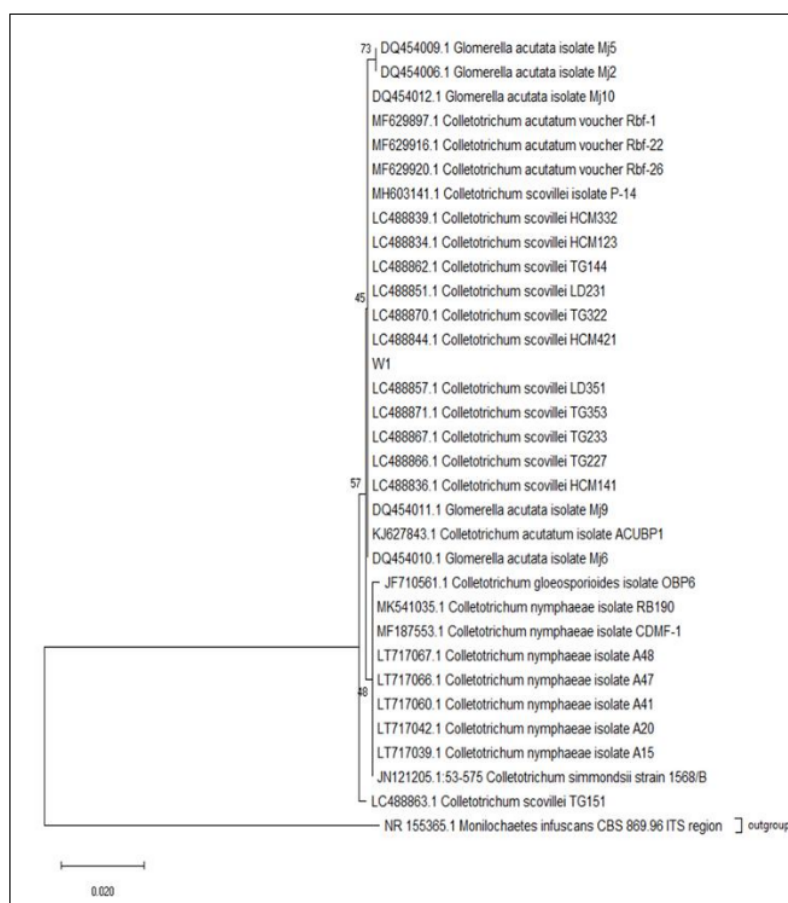 73
DQ454009.1 Glomerella acutata isolate Mj5
DQ454006.1 Glomerella acutata isolate Mj2
DQ454012.1 Glomerella acutata isolate Mj10
MF629897.1 Colletotrichum acutatum voucher Rbf-1
MF629916.1 Colletotrichum acutatum voucher Rbf-22
MF629920.1 Colletotrichum acutatum voucher Rbf-26
MH603141.1 Colletotrichum scovillei isolate P-14
LC488839.1 Colletotrichum scovillei HCM332
LC488834.1 Colletotrichum scovillei HCM123
LC488862.1 Colletotrichum scovillei TG144
LC488851.1 Colletotrichum scovillei LD231
45
LC488870.1 Colletotrichum scovillei TG322
LC488844.1 Colletotrichum scovillei HCM421
W1
LC488857.1 Colletotrichum scovillei LD351
LC488871.1 Colletotrichum scovillei TG353
LC488867.1 Colletotrichum scovillei TG233
LC488866.1 Colletotrichum scovillei TG227
57
LC488836.1 Colletotrichum scovillei HCM141
DQ454011.1 Glomerella acutata isolate Mj9
KJ627843.1 Colletotrichum acutatum isolate ACUBP1
DQ454010.1 Glomerella acutata isolate Mj6
JF710561.1 Colletotrichum gloeosporioides isolate OBP6
MK541035.1 Colletotrichum nymphaeae isolate RB190
MF187553.1 Colletotrichum nymphaeae isolate CDMF-1
LT717067.1 Colletotrichum nymphaeae isolate A48
LT717066.1 Colletotrichum nymphaeae isolate A47
48
LT717060.1 Colletotrichum nymphaeae isolate A41
LT717042.1 Colletotrichum nymphaeae isolate A20
LT717039.1 Colletotrichum nymphaeae isolate A15
JN121205.1:53-575 Colletotrichum simmondsii strain 1568/B
LC488863.1 Colletotrichum scovillei TG151
NR 155365.1 Monilochaetes infuscans CBS 869.96 ITS region outgroup
0.020